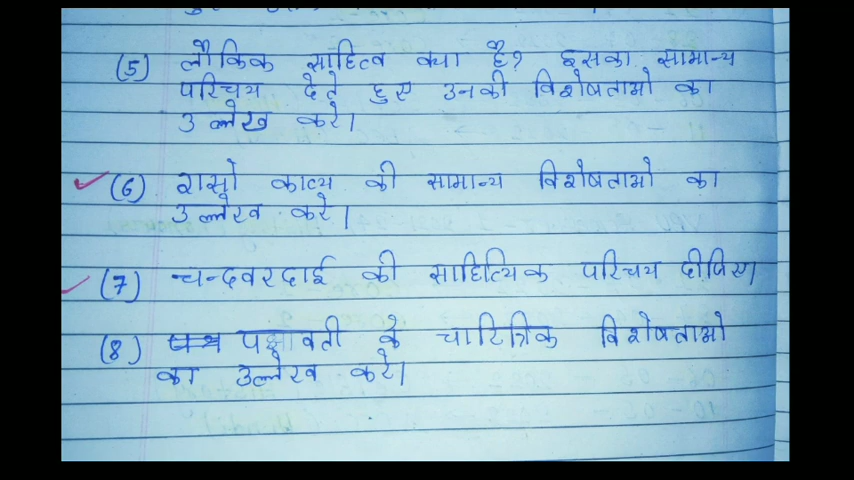 (5) लौकिक साहित्व क्या है? इसका सामान्य
परिचय देते हुए उनकी विशेषताओ का
उल्लेख करे।
(6) रासो काव्य की सामान्य विशेषताओ का
उल्लेख करे।
(7) चन्दवरदाई की साहित्यिक परिचय दीजिए।
(8) पद्मावती के चारित्रिक विशेषताओ
का उल्लेख करे।